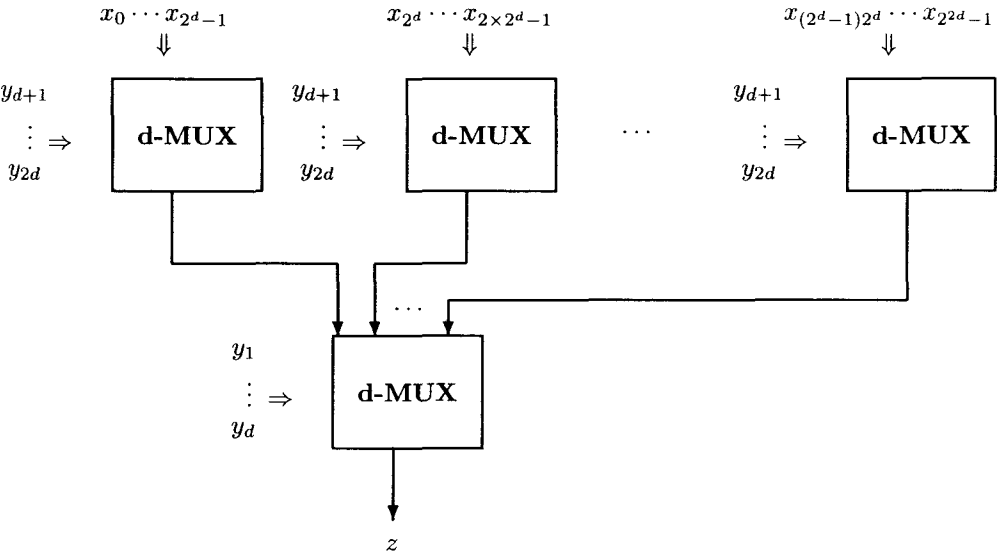 x_0 ⋯ x_{2^d−1}    x_{2^d} ⋯ x_{2×2^d−1}    x_{(2^d−1)2^d} ⋯ x_{2^{2d}−1}
⇓    ⇓    ⇓
y_{d+1}    y_{d+1}    y_{d+1}
⋮ ⇒ d-MUX    ⋮ ⇒ d-MUX    ⋯    ⋮ ⇒ d-MUX
y_{2d}    y_{2d}    y_{2d}
⋯
y_1
⋮ ⇒ d-MUX
y_d
z